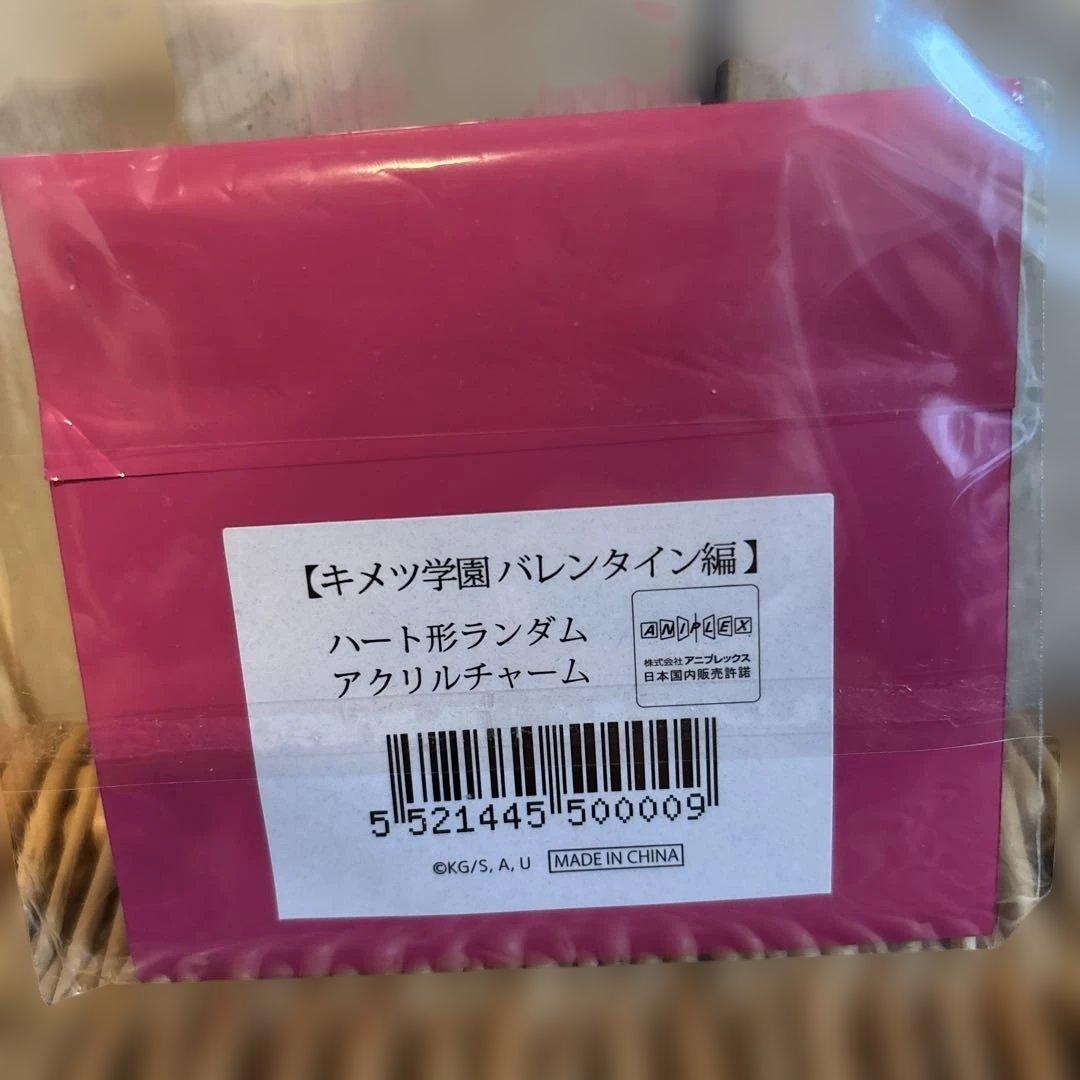 【キメツ学園 バレンタイン編】
ハート形ランダム
アクリルチャーム
ANIPLEX
株式会社アニプレックス
日本国内販売許諾
5 521445 500009
©KG/S, A, U MADE IN CHINA